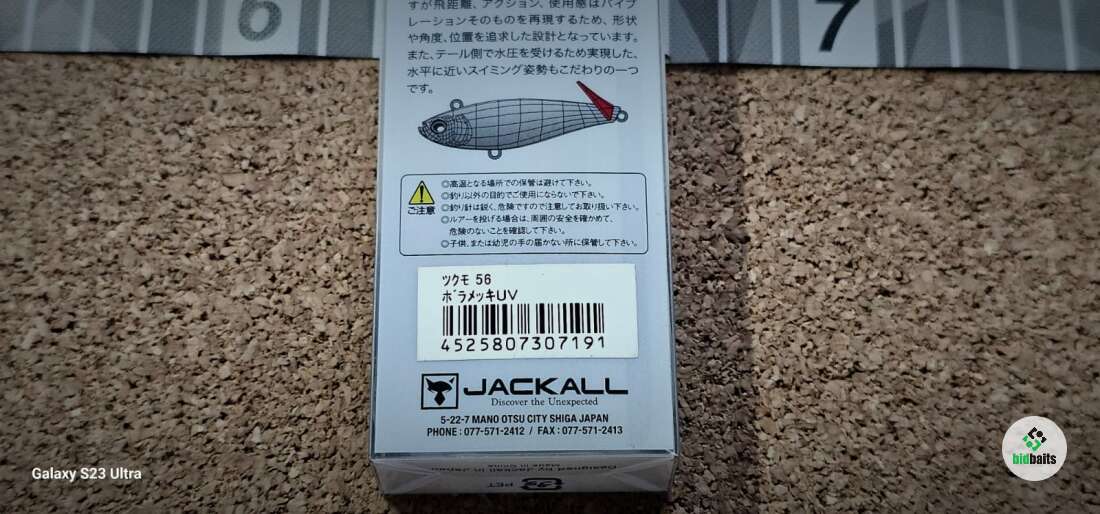 6
7
すが飛距離、アクション、使用感はバイブ
レーションそのものを再現するため、形状
や角度、位置を追求した設計となっています。
また、テール側で水圧を受けるため実現した、
水平に近いスイミング姿勢もこだわりの一つ
です。
ご注意
◎高温となる場所での保管は避けて下さい。
◎釣り以外の目的でご使用にならないで下さい。
◎釣り針は鋭く、危険ですので注意してお取り扱い下さい。
◎ルアーを投げる場合は、周囲の安全を確かめて、
危険のないことを確認して下さい。
◎子供、または幼児の手の届かない所に保管して下さい。
ツクモ 56
ボラメッキUV
4525807307191
JACKALL
Discover the Unexpected
5-22-7 MANO OTSU CITY SHIGA JAPAN
PHONE : 077-571-2412 / FAX : 077-571-2413
Designed by Jackall in Japan
Made in China
PET
Galaxy S23 Ultra
bidbaits